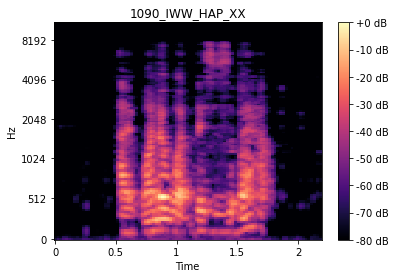 1090_IWW_HAP_XX
8192
4096
2048
1024
512
0
Hz
0
0.5
1
1.5
2
Time
+0 dB
-10 dB
-20 dB
-30 dB
-40 dB
-50 dB
-60 dB
-70 dB
-80 dB